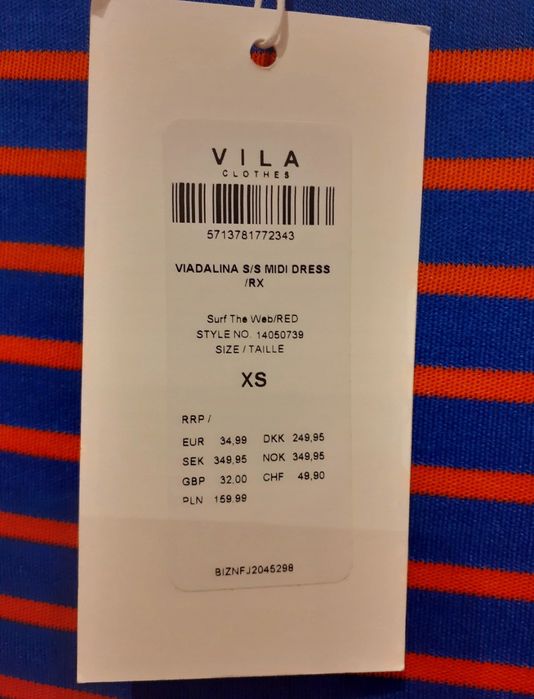 VILA
CLOTHES
5713781772343
VIADALINA S/S MIDI DRESS
/RX
Surf The Web/RED
STYLE NO. 14050739
SIZE / TAILLE
XS
RRP /
EUR 34,99 DKK 249,95
SEK 349,95 NOK 349,95
GBP 32,00 CHF 49,90
PLN 159,99
BIZNFJ2045298